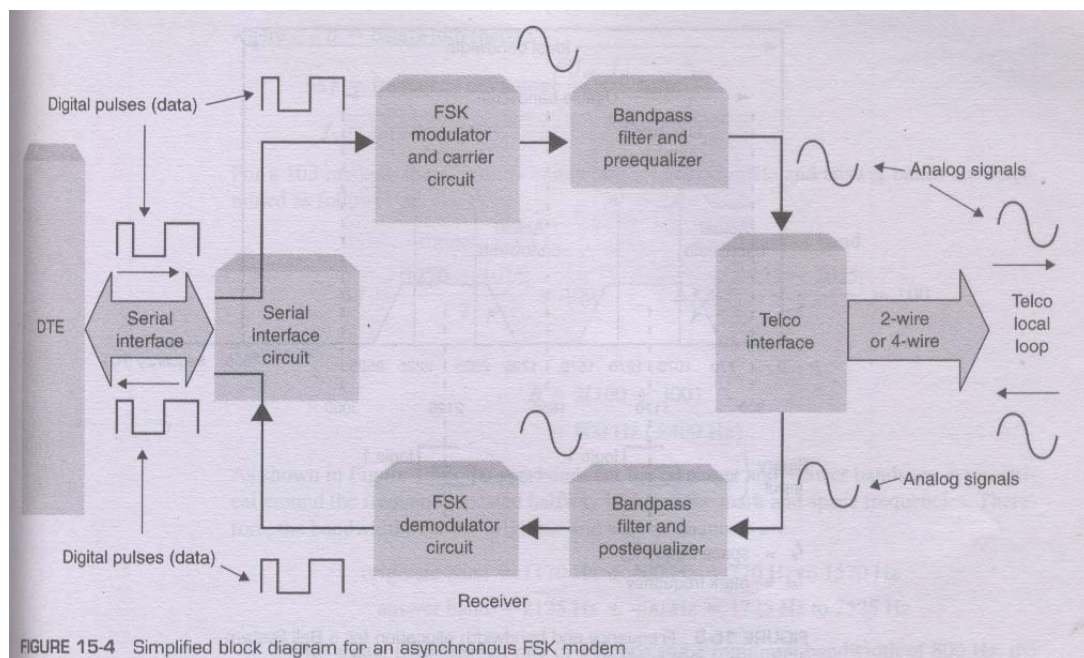 Digital pulses (data)
FSK
modulator
and carrier
circuit
Bandpass
filter and
preequalizer
Analog signals
DTE
Serial
interface
Serial
interface
circuit
Telco
interface
2-wire
or 4-wire
Telco
local
loop
Analog signals
FSK
demodulator
circuit
Bandpass
filter and
postequalizer
Digital pulses (data)
Receiver
FIGURE 15-4 Simplified block diagram for an asynchronous FSK modem